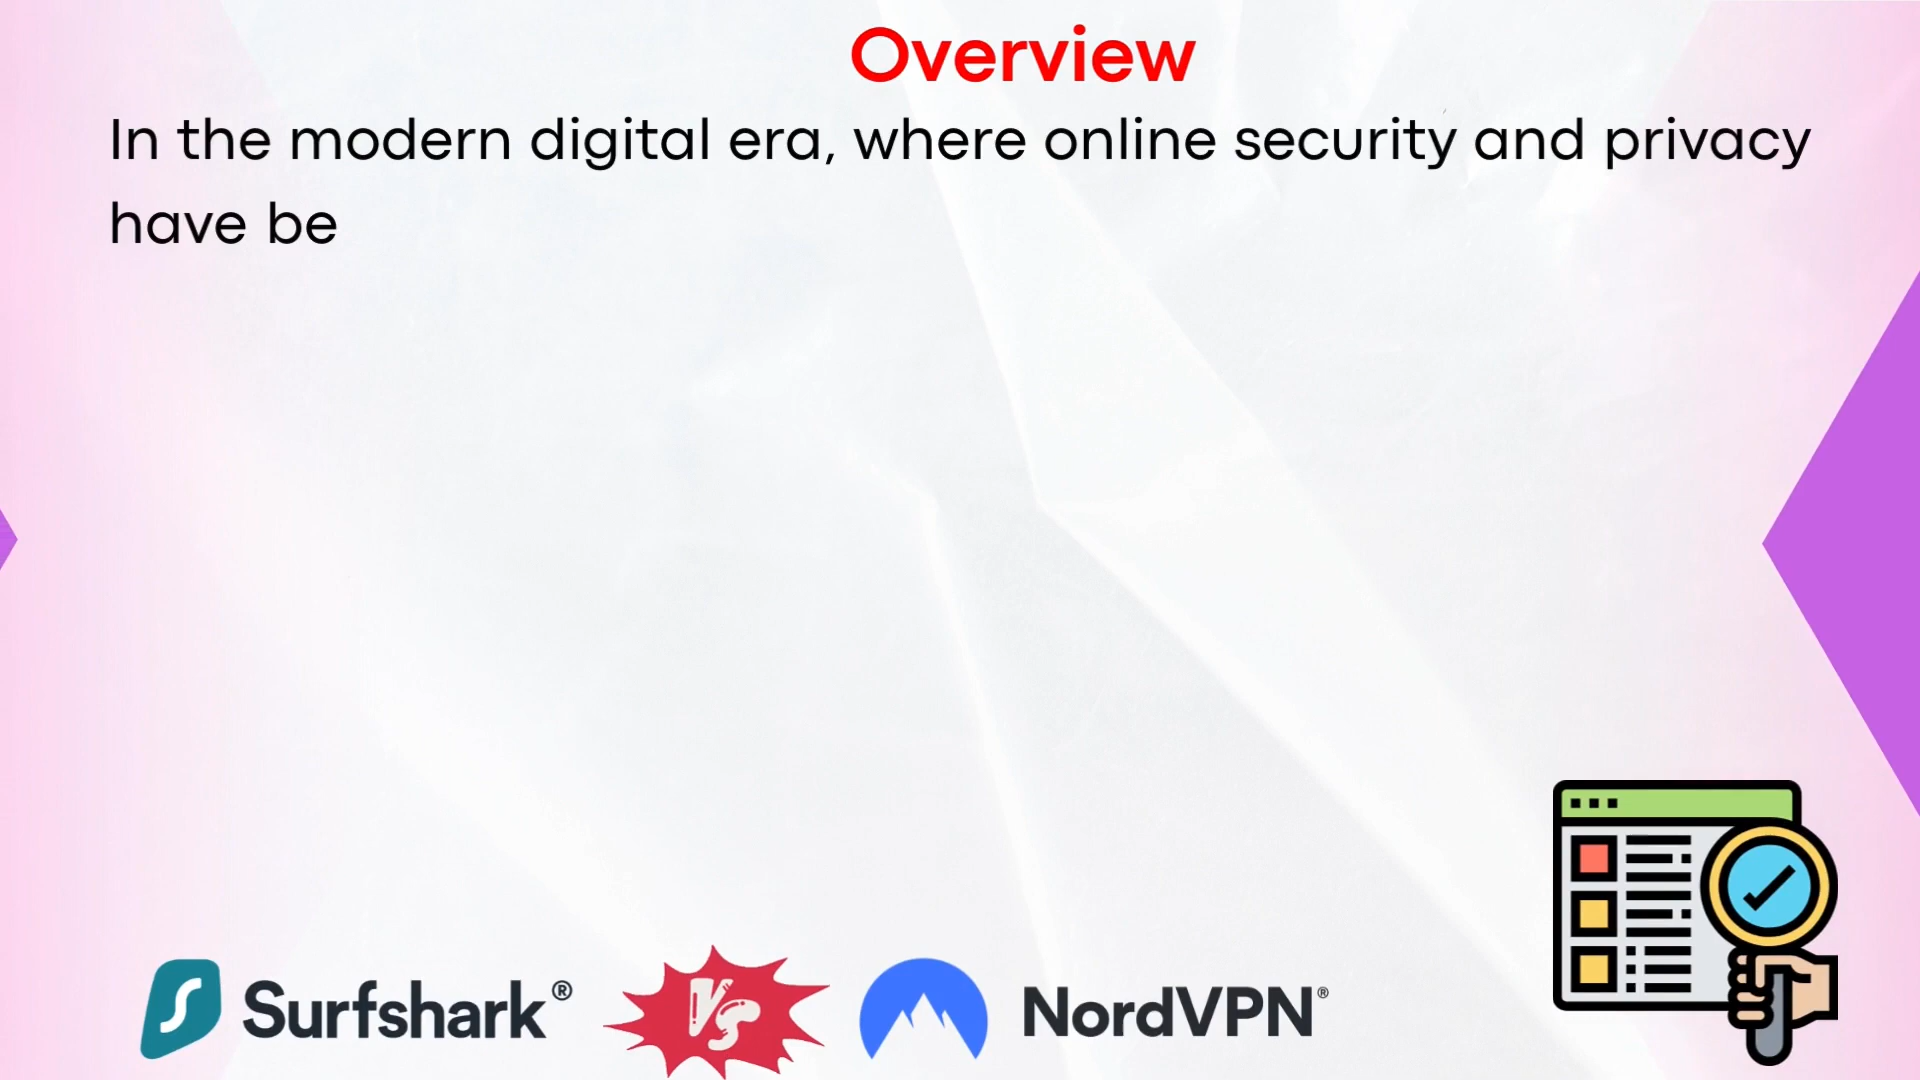 Overview
In the modern digital era, where online security and privacy
have be
Surfshark® VS NordVPN®